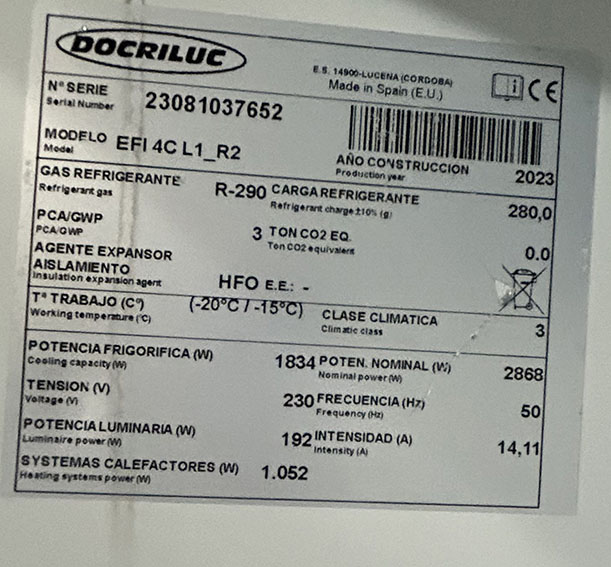 DOCRILUC
E.S. 14900-LUCENA (CORDOBA)
Made in Spain (E.U.)
i CE
Nº SERIE
Serial Number
23081037652
MODELO EFI 4C L1_R2
Model
AÑO CONSTRUCCION 2023
Production year
GAS REFRIGERANTE R-290 CARGA REFRIGERANTE 280,0
Refrigerant gas Refrigerant charge ±10% (g)
PCA/GWP 3 TON CO2 EQ. 0.0
PCA/GWP Ton CO2 equivalent
AGENTE EXPANSOR
AISLAMIENTO HFO E.E.: -
Insulation expansion agent
Tª TRABAJO (Cº) (-20°C / -15°C) CLASE CLIMATICA 3
Working temperature (ºC) Climatic class
POTENCIA FRIGORIFICA (W) 1834 POTEN. NOMINAL (W) 2868
Cooling capacity (W) Nominal power (W)
TENSION (V) 230 FRECUENCIA (Hz) 50
Voltage (V) Frequency (Hz)
POTENCIA LUMINARIA (W) 192 INTENSIDAD (A) 14,11
Luminaire power (W) Intensity (A)
SYSTEMAS CALEFACTORES (W) 1.052
Heating systems power (W)